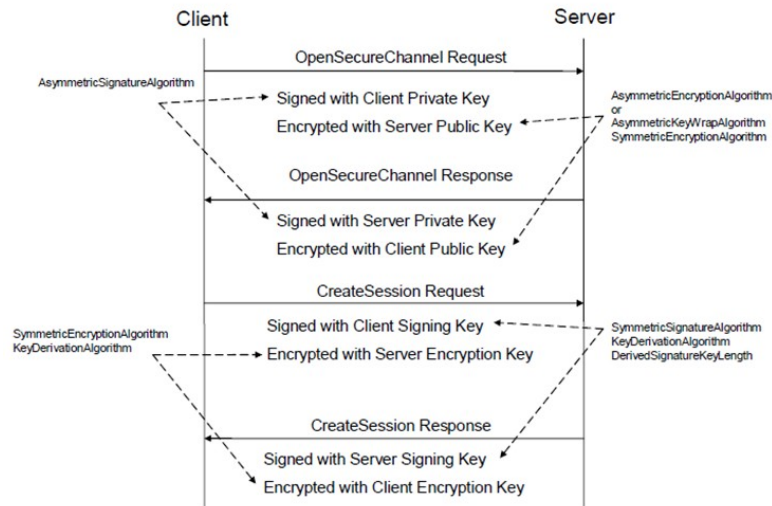 Client
Server
OpenSecureChannel Request
AsymmetricSignatureAlgorithm
Signed with Client Private Key
Encrypted with Server Public Key
AsymmetricEncryptionAlgorithm
or
AsymmetricKeyWrapAlgorithm
SymmetricEncryptionAlgorithm
OpenSecureChannel Response
Signed with Server Private Key
Encrypted with Client Public Key
CreateSession Request
Signed with Client Signing Key
Encrypted with Server Encryption Key
SymmetricEncryptionAlgorithm
KeyDerivationAlgorithm
SymmetricSignatureAlgorithm
KeyDerivationAlgorithm
DerivedSignatureKeyLength
CreateSession Response
Signed with Server Signing Key
Encrypted with Client Encryption Key